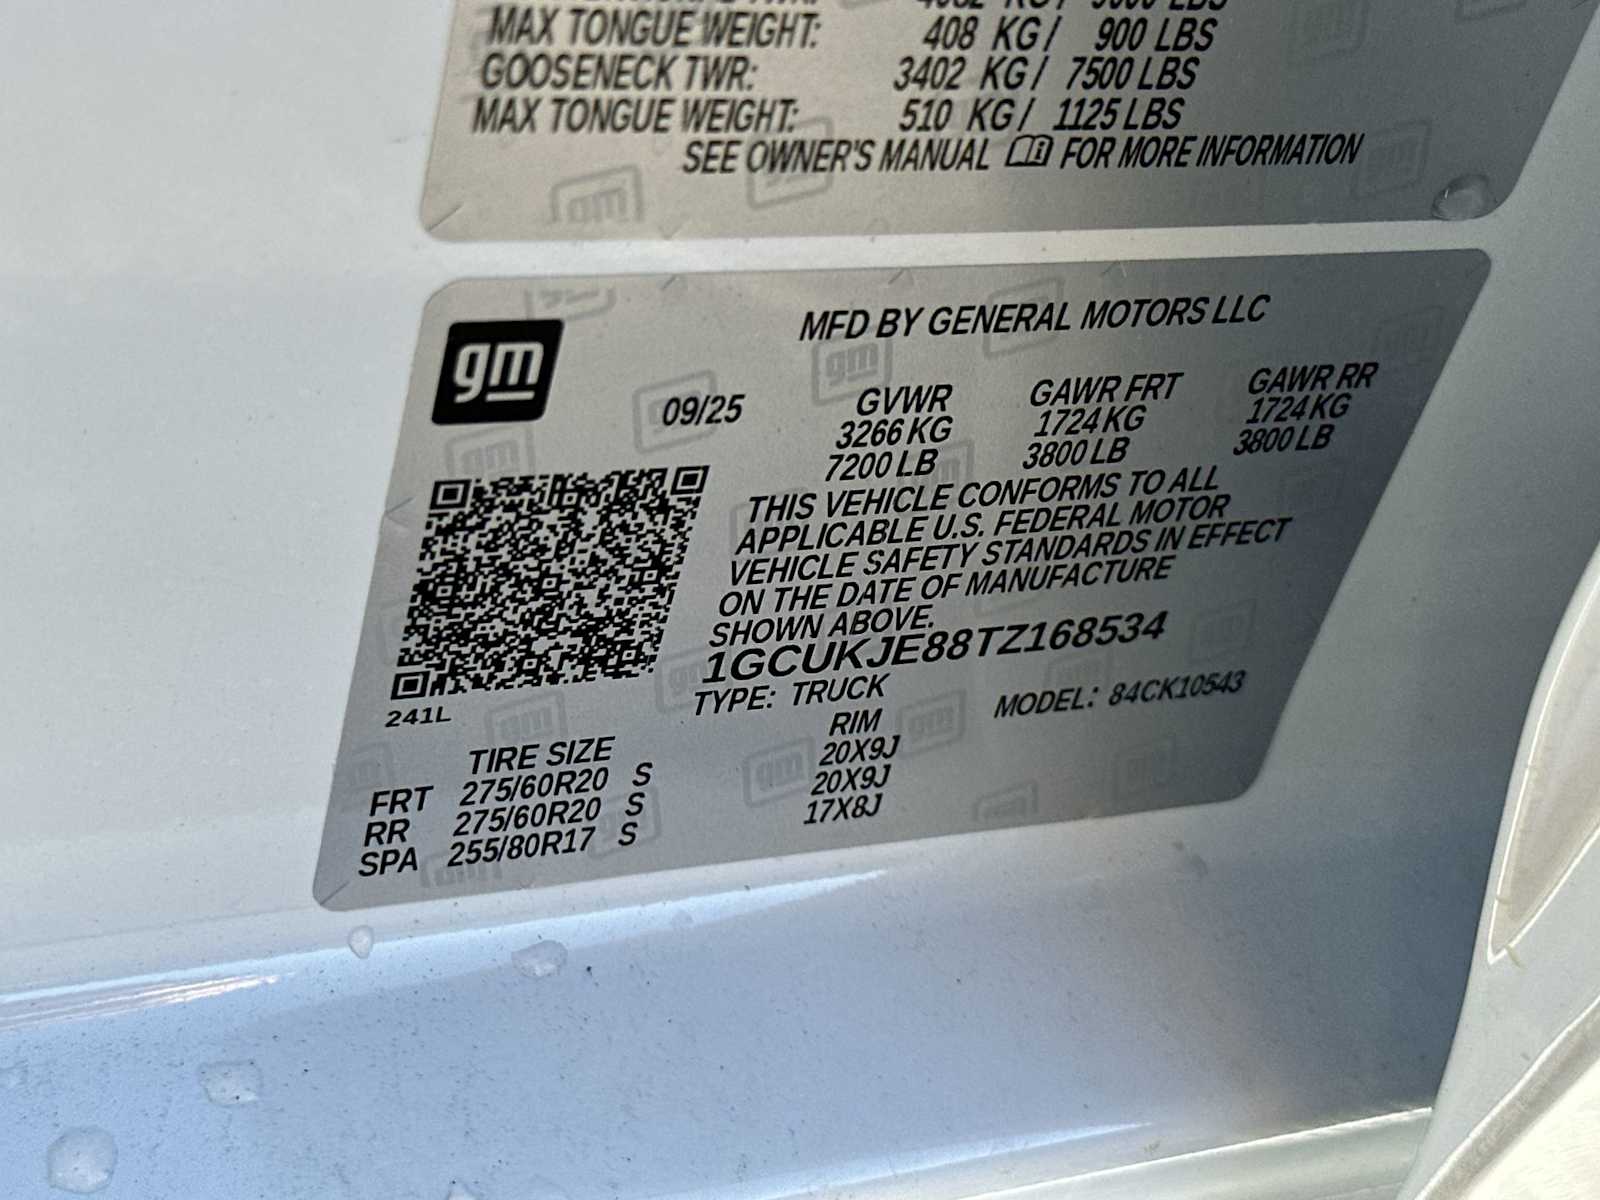 MAX TONGUE WEIGHT: 408 KG / 900 LBS
GOOSENECK TWR: 3402 KG / 7500 LBS
MAX TONGUE WEIGHT: 510 KG / 1125 LBS
SEE OWNER'S MANUAL FOR MORE INFORMATION
gm
MFD BY GENERAL MOTORS LLC
09/25 GVWR GAWR FRT GAWR RR
3266 KG 1724 KG 1724 KG
7200 LB 3800 LB 3800 LB
THIS VEHICLE CONFORMS TO ALL
APPLICABLE U.S. FEDERAL MOTOR
VEHICLE SAFETY STANDARDS IN EFFECT
ON THE DATE OF MANUFACTURE
SHOWN ABOVE.
1GCUKJE88TZ168534
TYPE: TRUCK MODEL: 84CK10543
241L
TIRE SIZE RIM
FRT 275/60R20 S 20X9J
RR 275/60R20 S 20X9J
SPA 255/80R17 S 17X8J